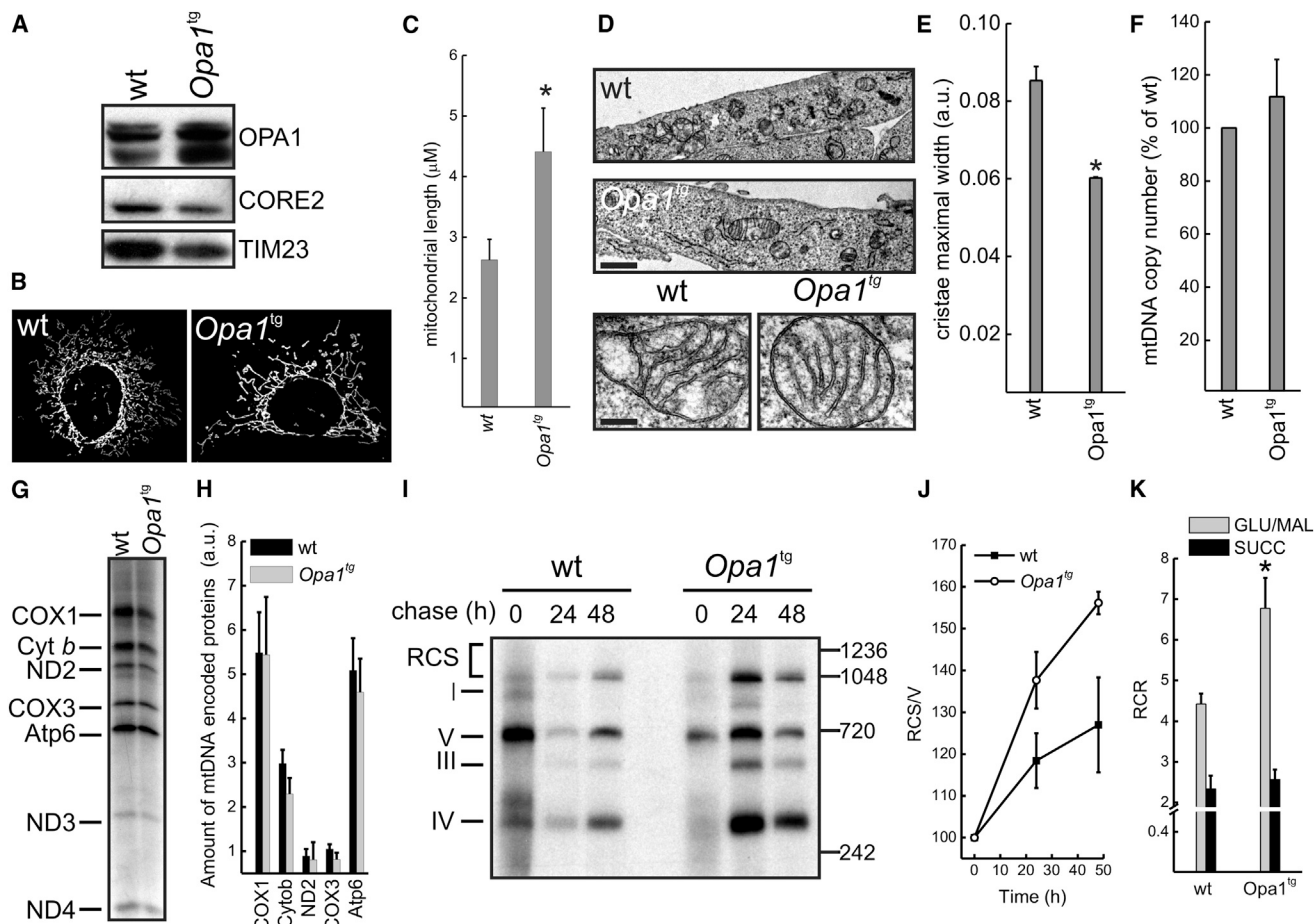 A
wt
Opa1tg
OPA1
CORE2
TIM23
B
wt
Opa1tg
C
mitochondrial length (μM)
6
5
4
3
2
1
*
wt
Opa1tg
D
wt
Opa1tg
wt
Opa1tg
E
cristae maximal width (a.u.)
0.10
0.08
0.06
0.04
0.02
*
wt
Opa1tg
F
mtDNA copy number (% of wt)
140
120
100
80
60
40
20
wt
Opa1tg
G
wt
Opa1tg
COX1
Cyt b
ND2
COX3
Atp6
ND3
ND4
H
Amount of mtDNA encoded proteins (a.u.)
8
7
6
5
4
3
2
1
wt
Opa1tg
COX1
Cytob
ND2
COX3
Atp6
I
wt
Opa1tg
chase (h)
0 24 48
0 24 48
RCS
I
V
III
IV
1236
1048
720
242
J
RCS/V
170
160
150
140
130
120
110
100
wt
Opa1tg
0 10 20 30 40 50
Time (h)
K
GLU/MAL
SUCC
RCR
8
7
6
5
4
3
2
0.4
*
wt
Opa1tg